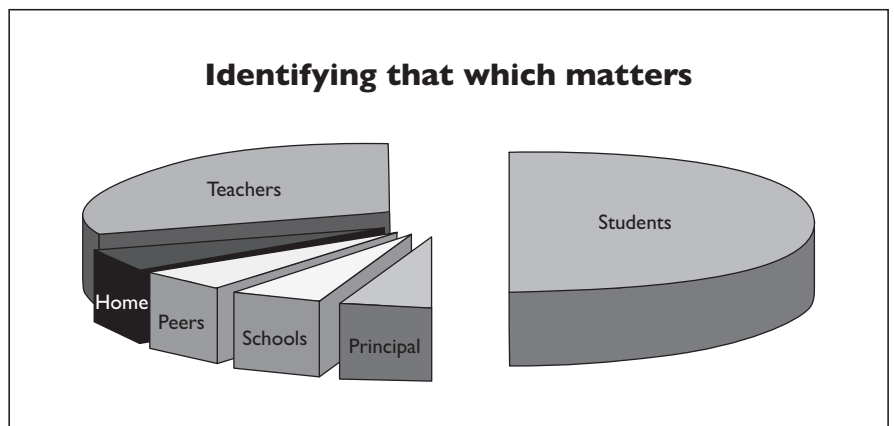 Identifying that which matters
Teachers
Students
Home
Peers
Schools
Principal